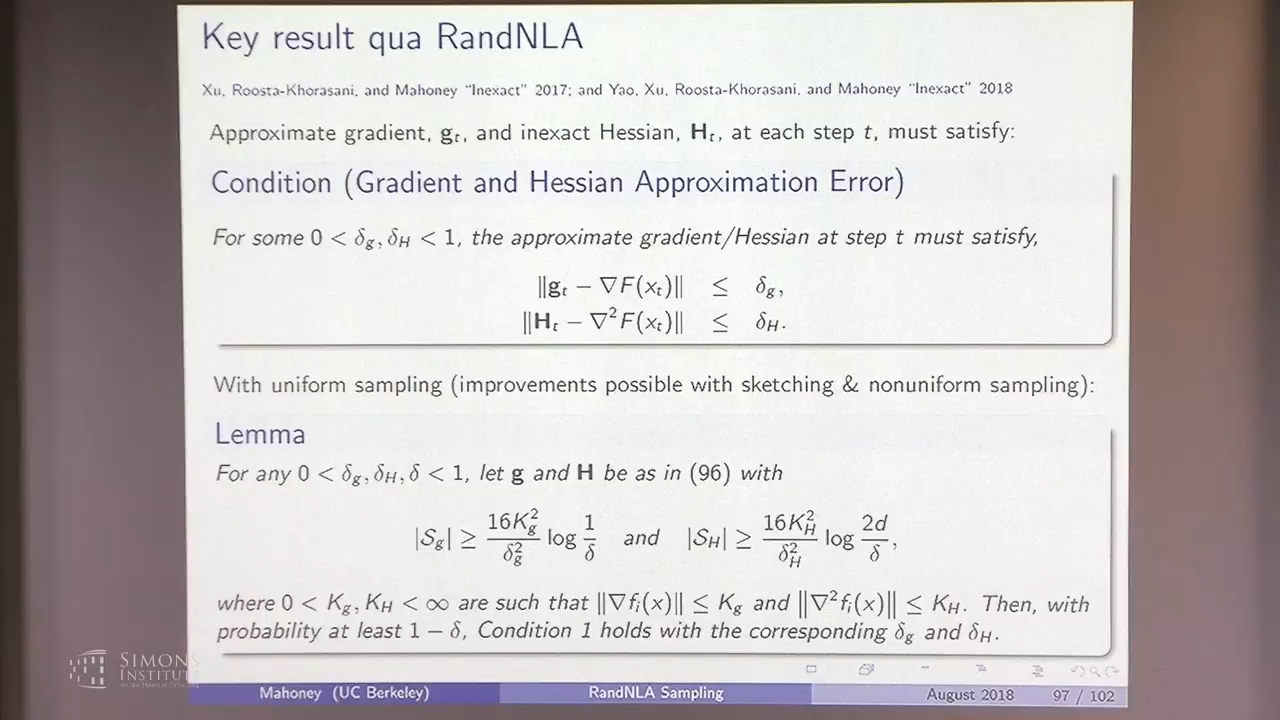 Key result qua RandNLA
Xu, Roosta-Khorasani, and Mahoney “Inexact” 2017; and Yao, Xu, Roosta-Khorasani, and Mahoney “Inexact” 2018
Approximate gradient, g_t, and inexact Hessian, H_t, at each step t, must satisfy:
Condition (Gradient and Hessian Approximation Error)
For some 0 < δ_g, δ_H < 1, the approximate gradient/Hessian at step t must satisfy,
‖g_t − ∇F(x_t)‖ ≤ δ_g,
‖H_t − ∇²F(x_t)‖ ≤ δ_H.
With uniform sampling (improvements possible with sketching & nonuniform sampling):
Lemma
For any 0 < δ_g, δ_H, δ < 1, let g and H be as in (96) with
|S_g| ≥ 16K_g²/δ_g² log 1/δ and |S_H| ≥ 16K_H²/δ_H² log 2d/δ,
where 0 < K_g, K_H < ∞ are such that ‖∇f_i(x)‖ ≤ K_g and ‖∇²f_i(x)‖ ≤ K_H. Then, with
probability at least 1 − δ, Condition 1 holds with the corresponding δ_g and δ_H.
SIMONS
INSTITUTE
Mahoney (UC Berkeley) RandNLA Sampling August 2018 97 / 102